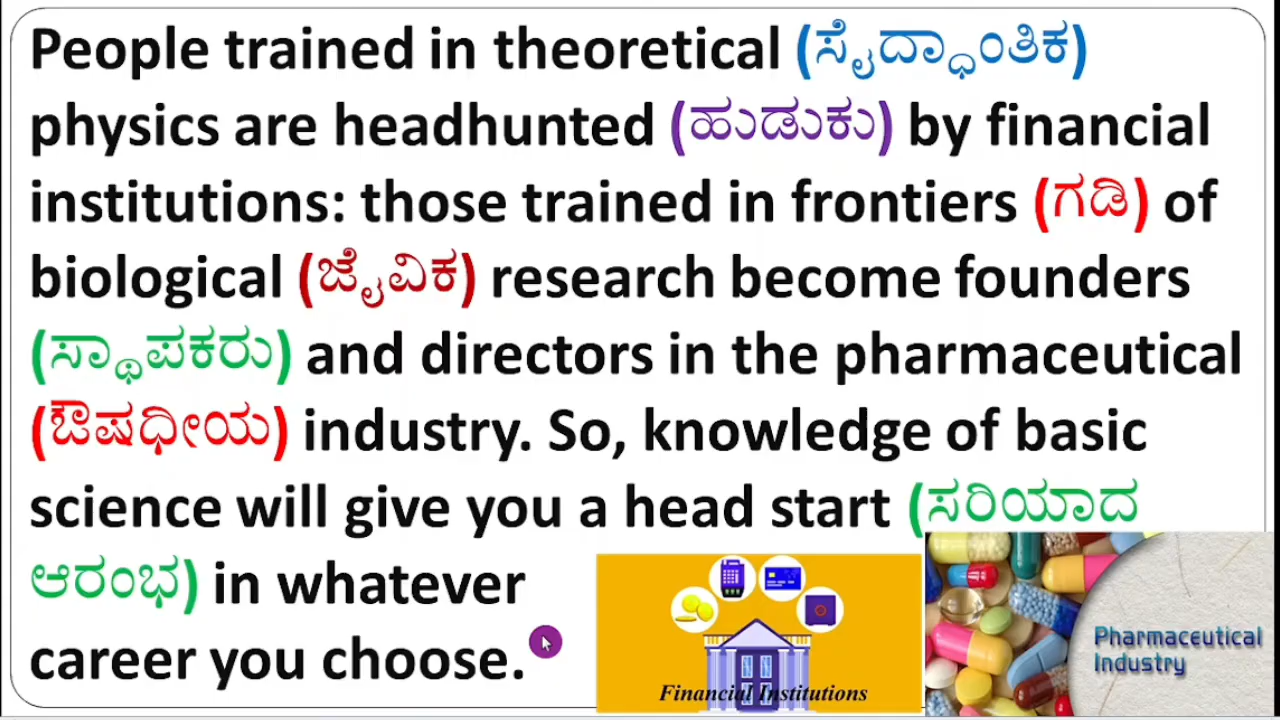 People trained in theoretical (ಸೈದ್ಧಾಂತಿಕ)
physics are headhunted (ಹುಡುಕು) by financial
institutions: those trained in frontiers (ಗಡಿ) of
biological (ಜೈವಿಕ) research become founders
(ಸ್ಥಾಪಕರು) and directors in the pharmaceutical
(ಔಷಧೀಯ) industry. So, knowledge of basic
science will give you a head start (ಸರಿಯಾದ
ಆರಂಭ) in whatever
career you choose.
Financial Institutions
Pharmaceutical
Industry